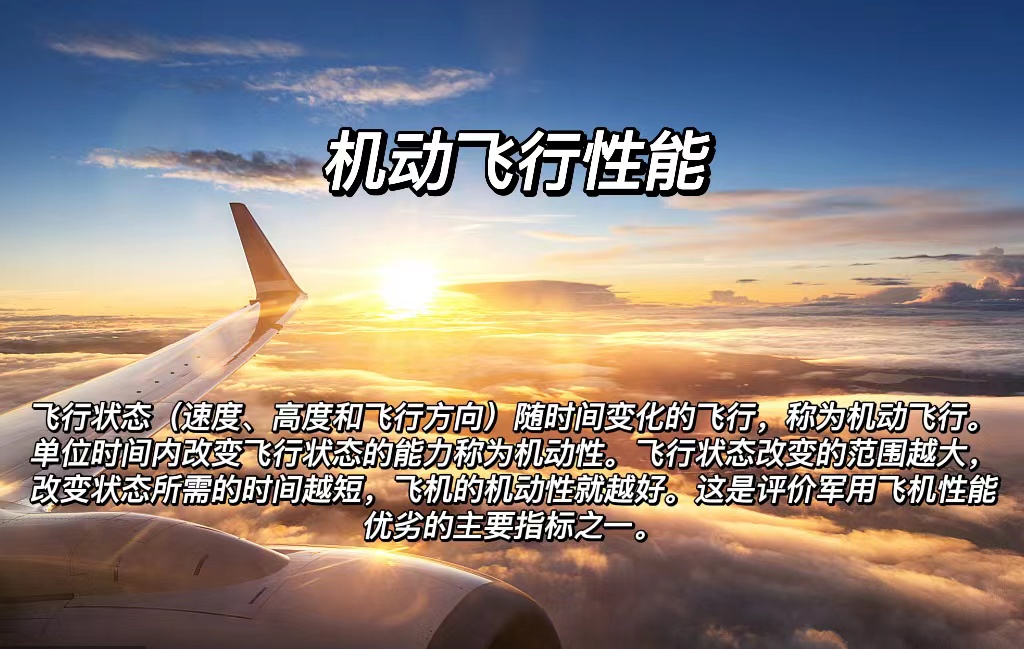 机动飞行性能
飞行状态（速度、高度和飞行方向）随时间变化的飞行，称为机动飞行。
单位时间内改变飞行状态的能力称为机动性。飞行状态改变的范围越大，
改变状态所需的时间越短，飞机的机动性就越好。这是评价军用飞机性能
优劣的主要指标之一。